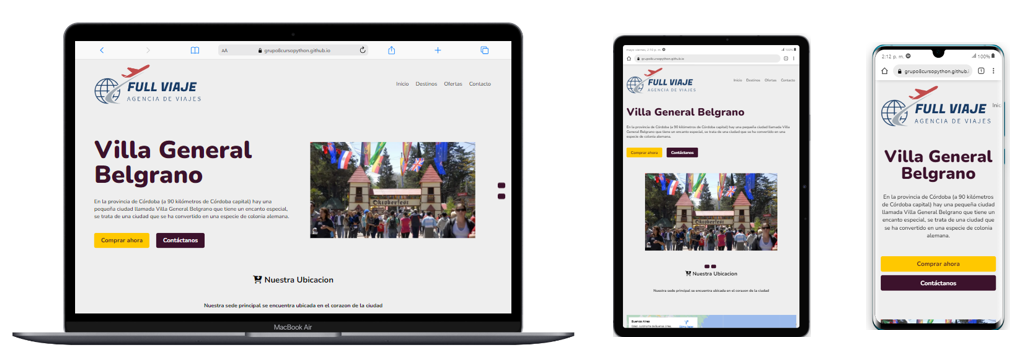 AA
grupo8cursopython.github.io
FULL VIAJE
AGENCIA DE VIAJES
Inicio Destinos Ofertas Contacto
Villa General
Belgrano
En la provincia de Córdoba (a 90 kilómetros de Córdoba capital) hay una
pequeña ciudad llamada Villa General Belgrano que tiene un encanto especial,
se trata de una ciudad que se ha convertido en una especie de colonia alemana.
Comprar ahora Contáctanos
Oktoberfest
Nuestra Ubicacion
Nuestra sede principal se encuentra ubicada en el corazon de la ciudad
MacBook Air
grupo8cursopython.github.io
FULL VIAJE
AGENCIA DE VIAJES
Inicio Destinos Ofertas Contacto
Villa General Belgrano
En la provincia de Córdoba (a 90 kilómetros de Córdoba capital) hay una pequeña ciudad llamada Villa
General Belgrano que tiene un encanto especial, se trata de una ciudad que se ha convertido en una
especie de colonia alemana.
Comprar ahora Contáctanos
Oktoberfest
Nuestra Ubicacion
Nuestra sede principal se encuentra ubicada en el corazon de la ciudad
Buenos Aires
2:12 p. m. 100%
grupo8cursopython.github.
FULL VIAJE
AGENCIA DE VIAJES
Inic
Villa General
Belgrano
En la provincia de Córdoba (a 90 kilómetros
de Córdoba capital) hay una pequeña ciudad
llamada Villa General Belgrano que tiene un
encanto especial, se trata de una ciudad que
se ha convertido en una especie de colonia
alemana.
Comprar ahora
Contáctanos